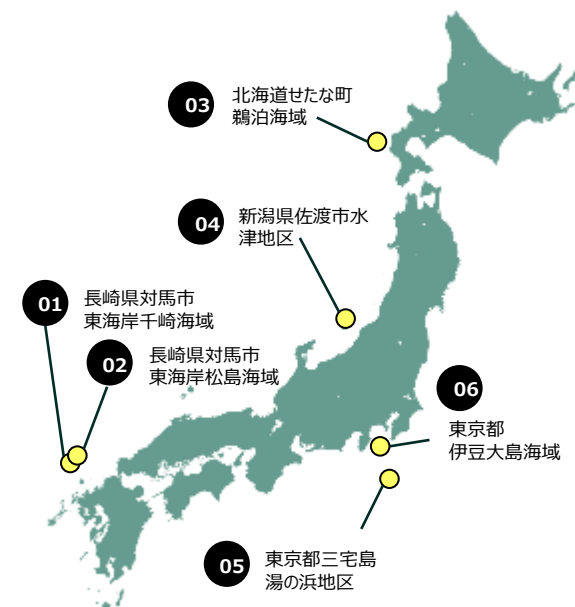 03
北海道せたな町
鵜泊海域
04
新潟県佐渡市水
津地区
01
長崎県対馬市
東海岸千崎海域
02
長崎県対馬市
東海岸松島海域
06
東京都
伊豆大島海域
05
東京都三宅島
湯の浜地区